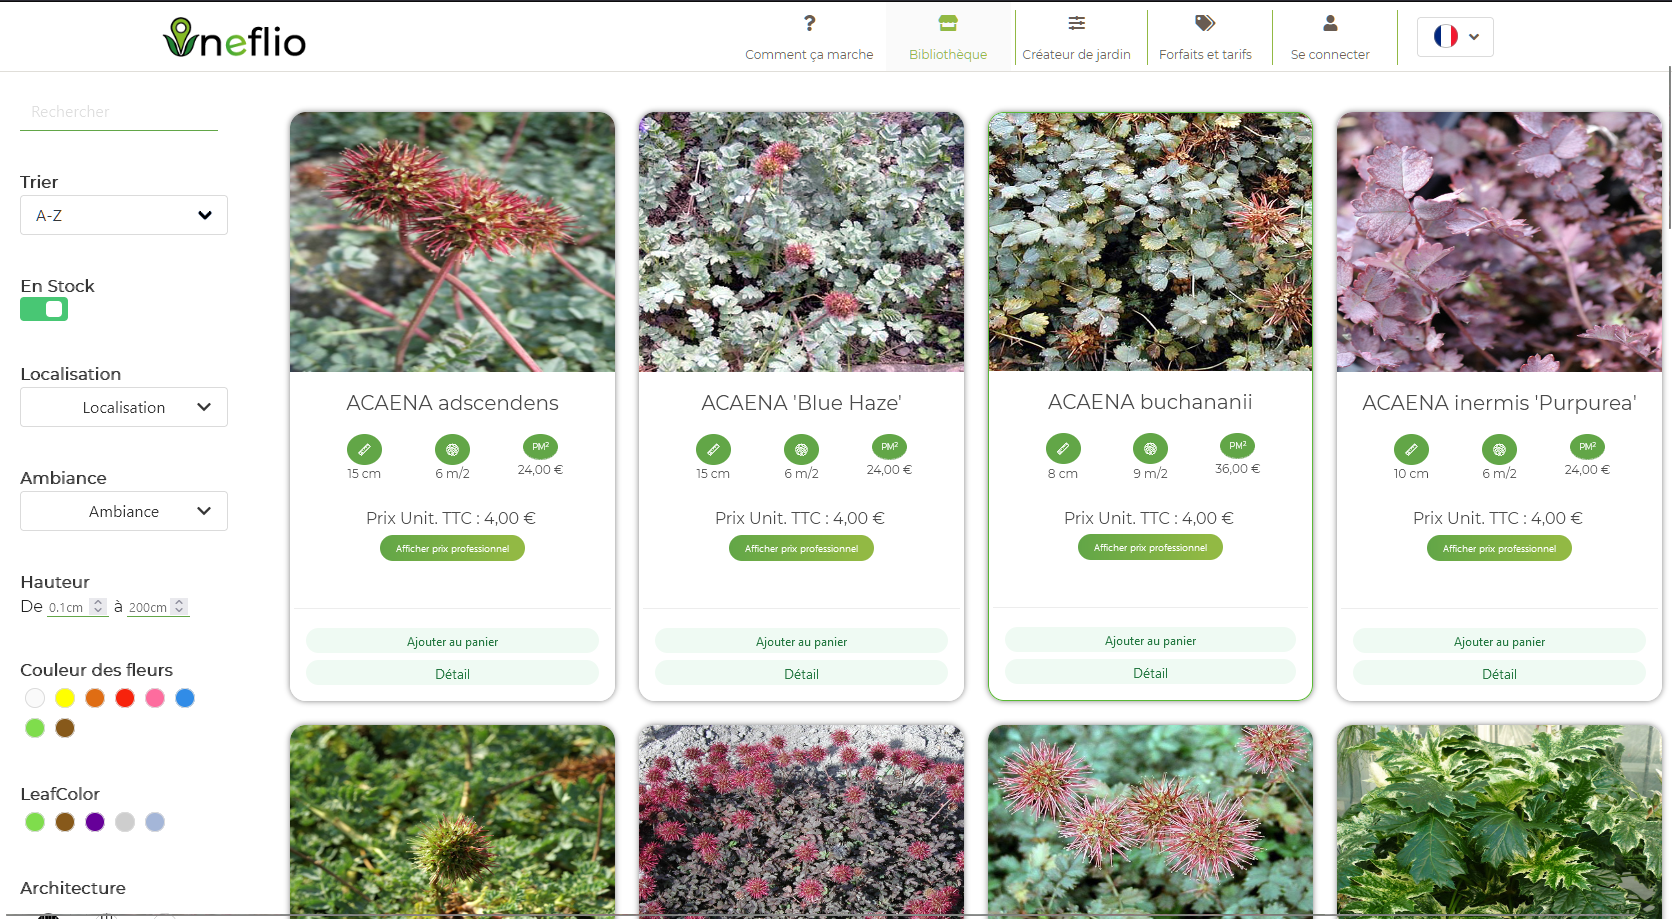 neflio
?
Comment ça marche
Bibliothèque
Créateur de jardin
Forfaits et tarifs
Se connecter
Rechercher
Trier
A-Z
En Stock
Localisation
Localisation
Ambiance
Ambiance
Hauteur
De 0.1cm à 200cm
Couleur des fleurs
LeafColor
Architecture
ACAENA adscendens
PM²
15 cm
6 m/2
24,00 €
Prix Unit. TTC : 4,00 €
Afficher prix professionnel
Ajouter au panier
Détail
ACAENA 'Blue Haze'
PM²
15 cm
6 m/2
24,00 €
Prix Unit. TTC : 4,00 €
Afficher prix professionnel
Ajouter au panier
Détail
ACAENA buchananii
PM²
8 cm
9 m/2
36,00 €
Prix Unit. TTC : 4,00 €
Afficher prix professionnel
Ajouter au panier
Détail
ACAENA inermis 'Purpurea'
PM²
10 cm
6 m/2
24,00 €
Prix Unit. TTC : 4,00 €
Afficher prix professionnel
Ajouter au panier
Détail